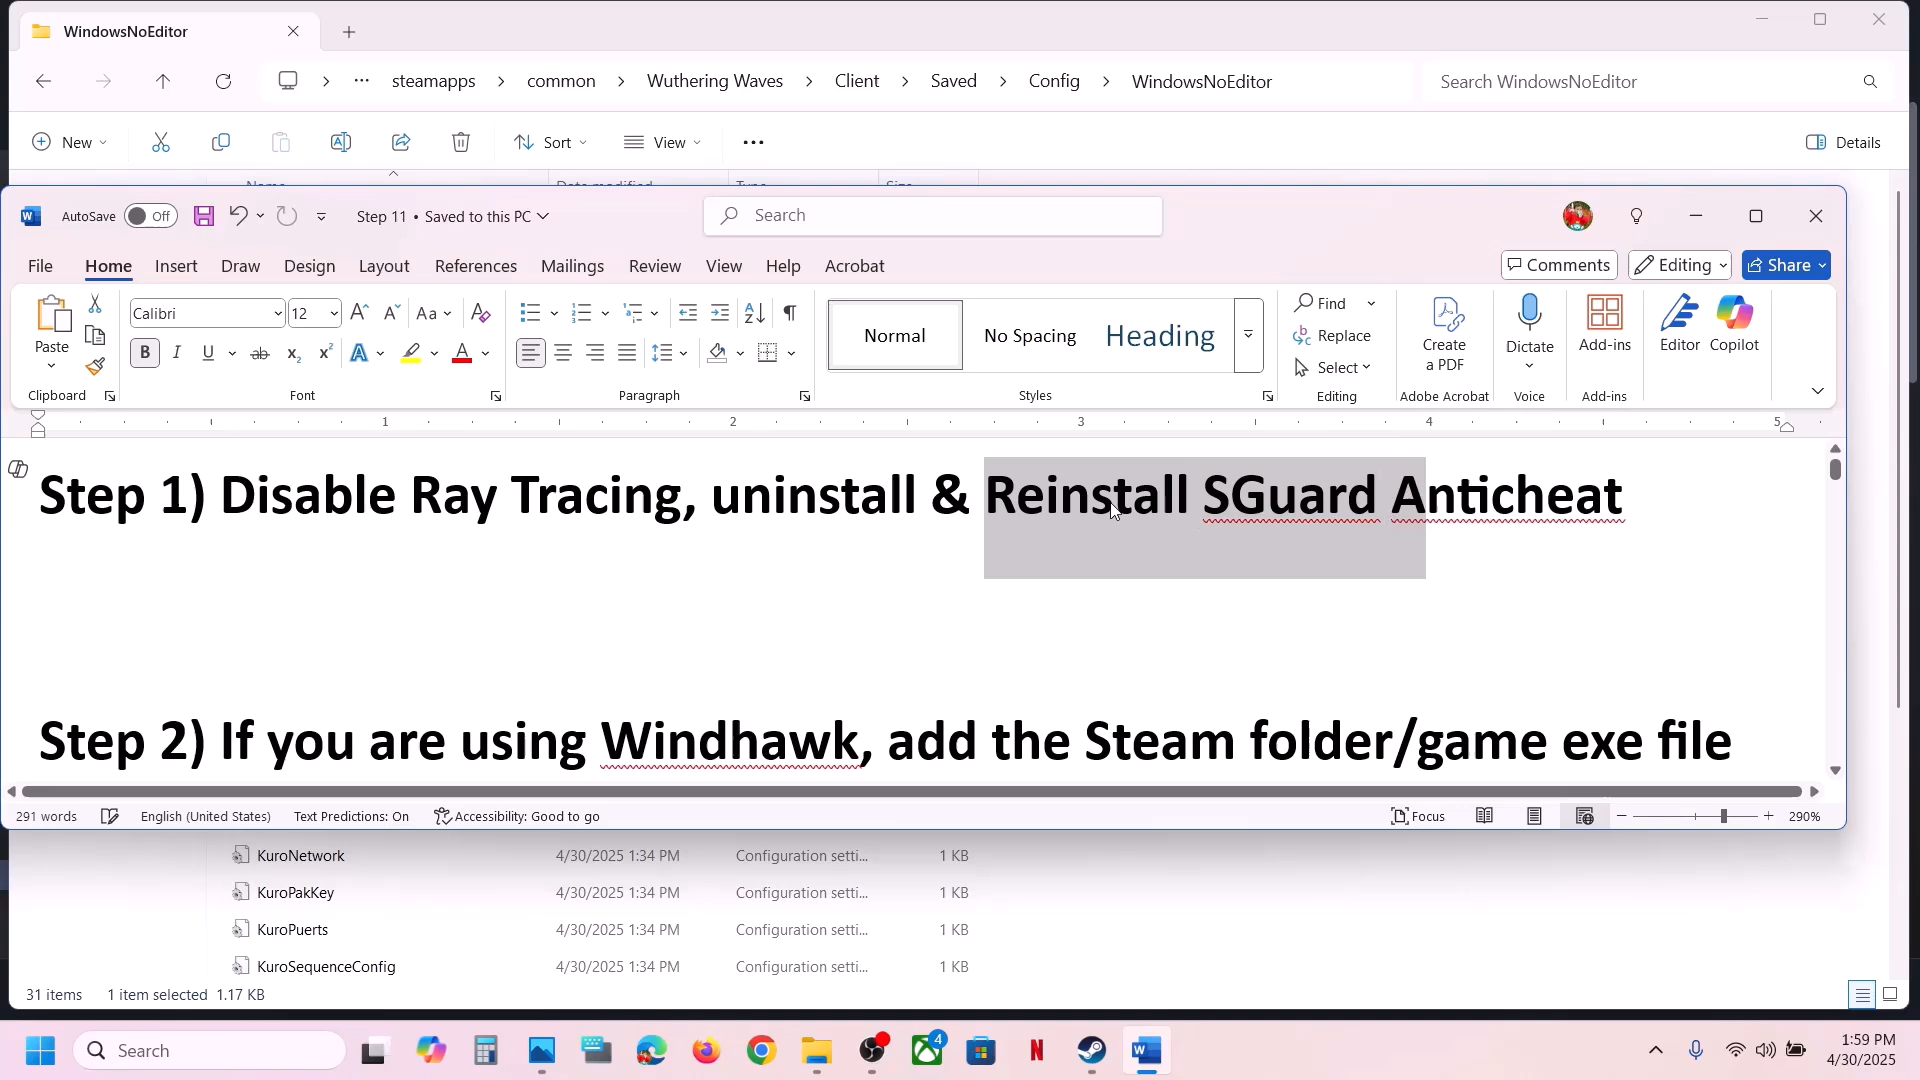 WindowsNoEditor
steamapps > common > Wuthering Waves > Client > Saved > Config > WindowsNoEditor
Search WindowsNoEditor
New
Sort
View
Details
AutoSave Off
Step 11 • Saved to this PC
Search
File Home Insert Draw Design Layout References Mailings Review View Help Acrobat
Comments
Editing
Share
Paste
Clipboard
Calibri
12
Font
Paragraph
Normal
No Spacing
Heading
Styles
Find
Replace
Select
Editing
Create a PDF
Adobe Acrobat
Dictate
Voice
Add-ins
Add-ins
Editor
Copilot
1 2 3 4 5
Step 1) Disable Ray Tracing, uninstall & Reinstall SGuard Anticheat
Step 2) If you are using Windhawk, add the Steam folder/game exe file
291 words
English (United States)
Text Predictions: On
Accessibility: Good to go
Focus
290%
KuroNetwork 4/30/2025 1:34 PM Configuration setti... 1 KB
KuroPakKey 4/30/2025 1:34 PM Configuration setti... 1 KB
KuroPuerts 4/30/2025 1:34 PM Configuration setti... 1 KB
KuroSequenceConfig 4/30/2025 1:34 PM Configuration setti... 1 KB
31 items 1 item selected 1.17 KB
Search
4
1:59 PM
4/30/2025